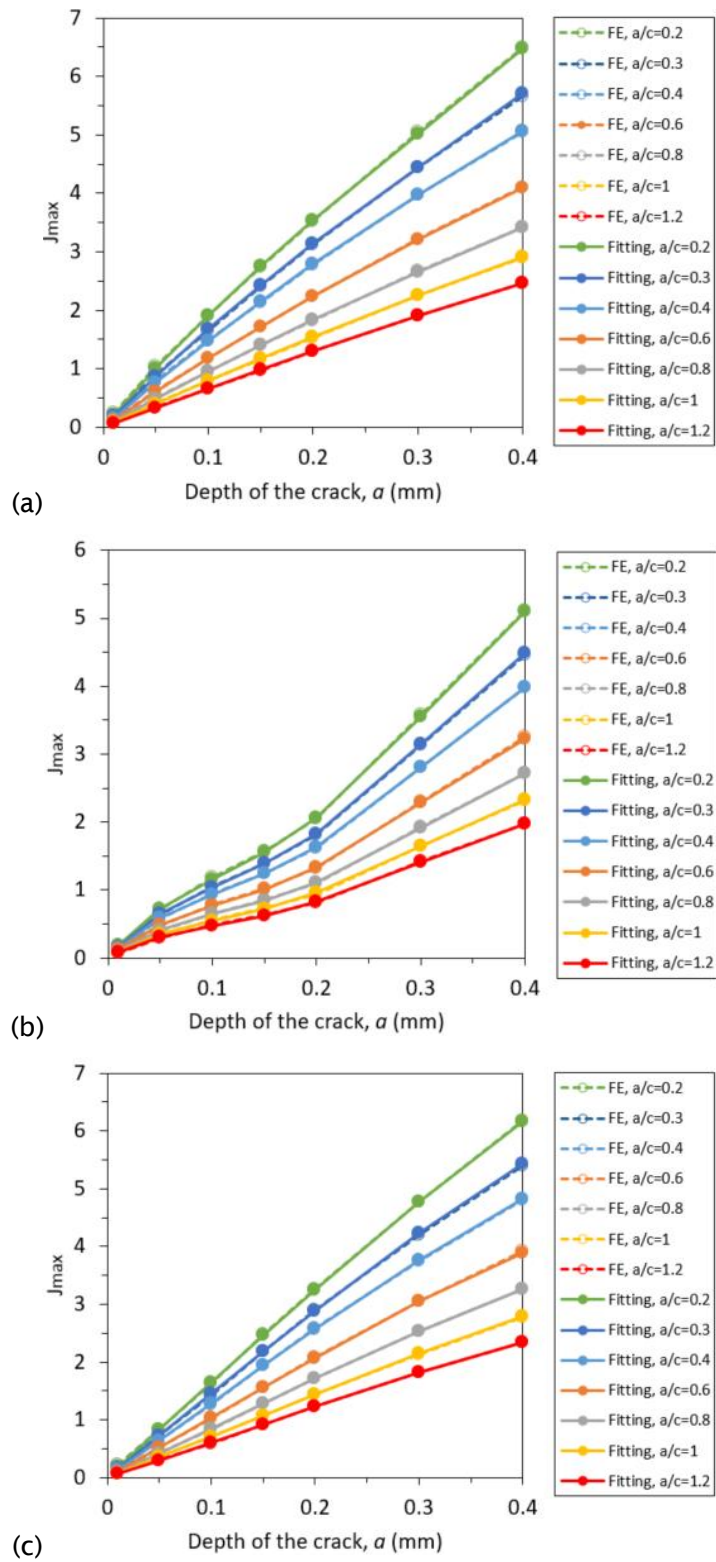 7
6
5
4
3
2
1
0
Jmax
0 0.1 0.2 0.3 0.4
Depth of the crack, a (mm)
FE, a/c=0.2
FE, a/c=0.3
FE, a/c=0.4
FE, a/c=0.6
FE, a/c=0.8
FE, a/c=1
FE, a/c=1.2
Fitting, a/c=0.2
Fitting, a/c=0.3
Fitting, a/c=0.4
Fitting, a/c=0.6
Fitting, a/c=0.8
Fitting, a/c=1
Fitting, a/c=1.2
(a)
6
5
4
3
2
1
0
Jmax
0 0.1 0.2 0.3 0.4
Depth of the crack, a (mm)
FE, a/c=0.2
FE, a/c=0.3
FE, a/c=0.4
FE, a/c=0.6
FE, a/c=0.8
FE, a/c=1
FE, a/c=1.2
Fitting, a/c=0.2
Fitting, a/c=0.3
Fitting, a/c=0.4
Fitting, a/c=0.6
Fitting, a/c=0.8
Fitting, a/c=1
Fitting, a/c=1.2
(b)
7
6
5
4
3
2
1
0
Jmax
0 0.1 0.2 0.3 0.4
Depth of the crack, a (mm)
FE, a/c=0.2
FE, a/c=0.3
FE, a/c=0.4
FE, a/c=0.6
FE, a/c=0.8
FE, a/c=1
FE, a/c=1.2
Fitting, a/c=0.2
Fitting, a/c=0.3
Fitting, a/c=0.4
Fitting, a/c=0.6
Fitting, a/c=0.8
Fitting, a/c=1
Fitting, a/c=1.2
(c)